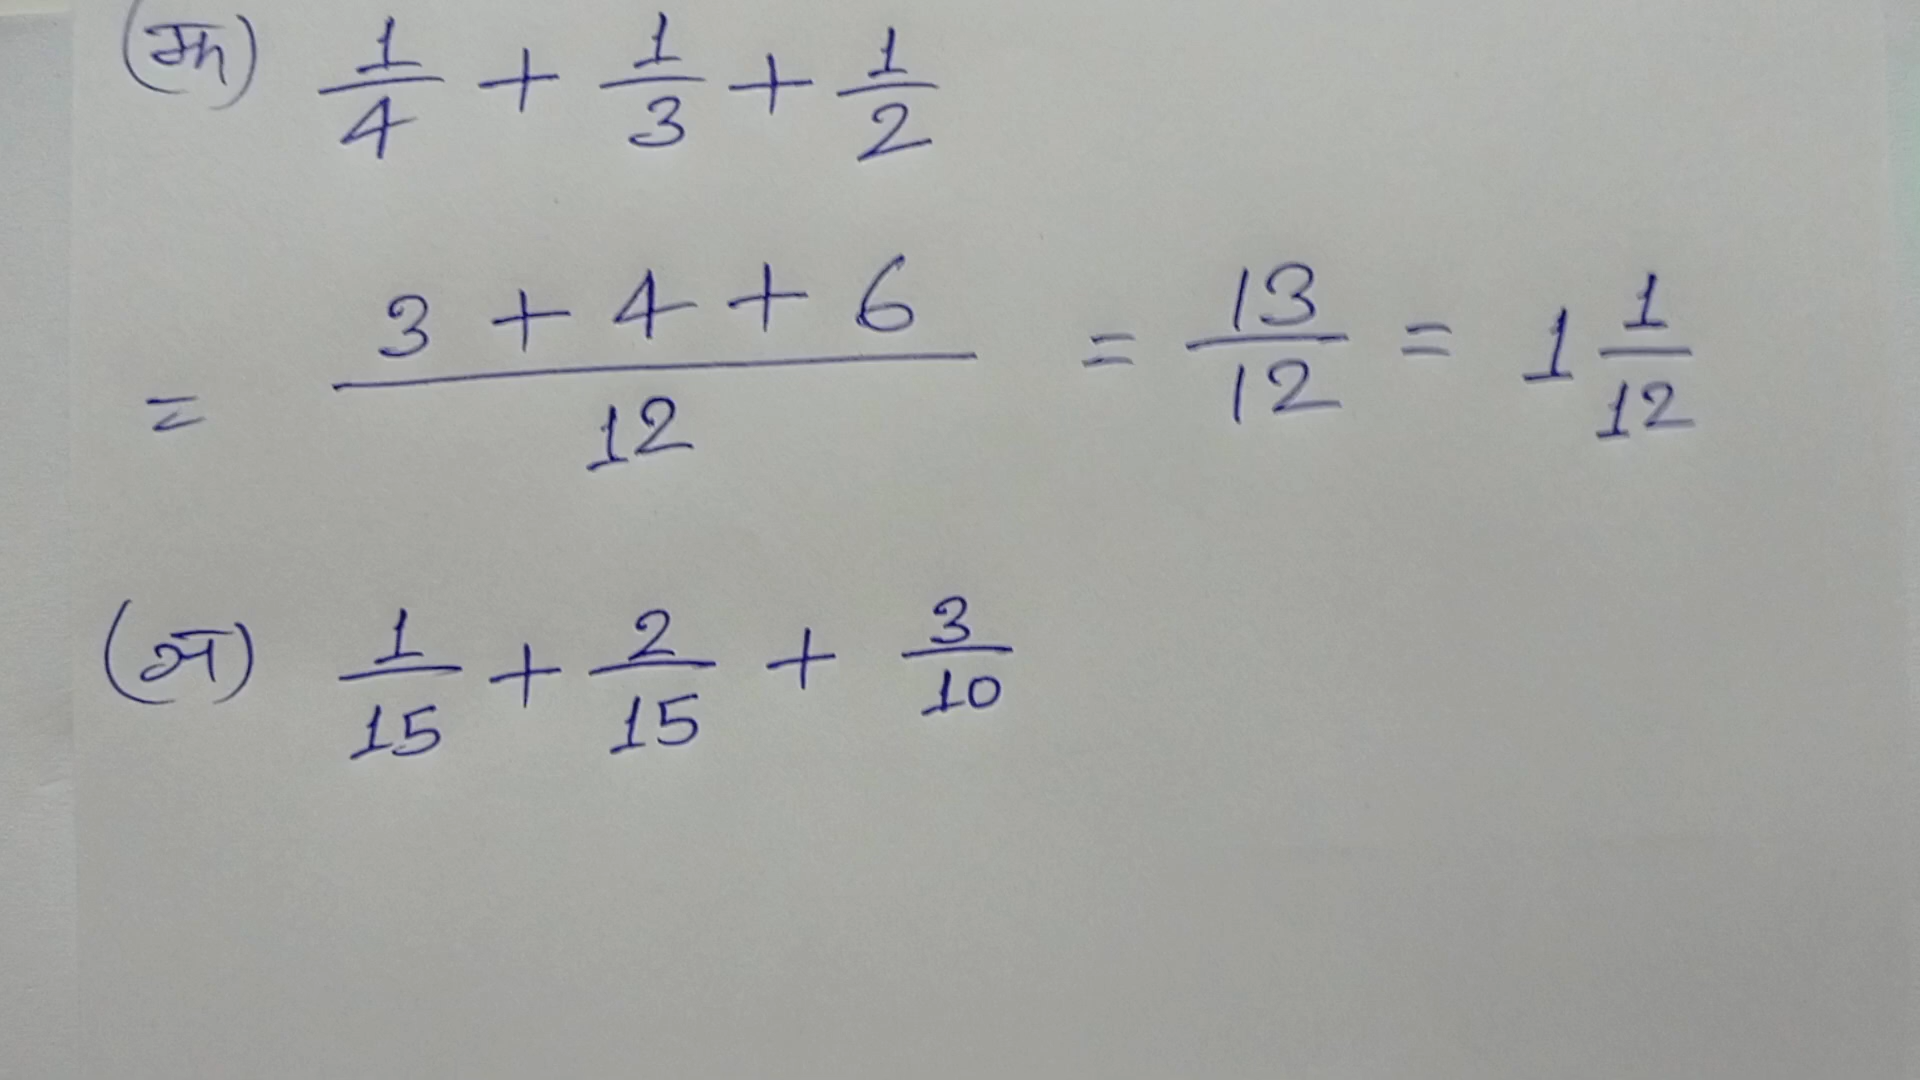 (झ) 1/4 + 1/3 + 1/2
= (3 + 4 + 6)/12 = 13/12 = 1 1/12
(ञ) 1/15 + 2/15 + 3/10